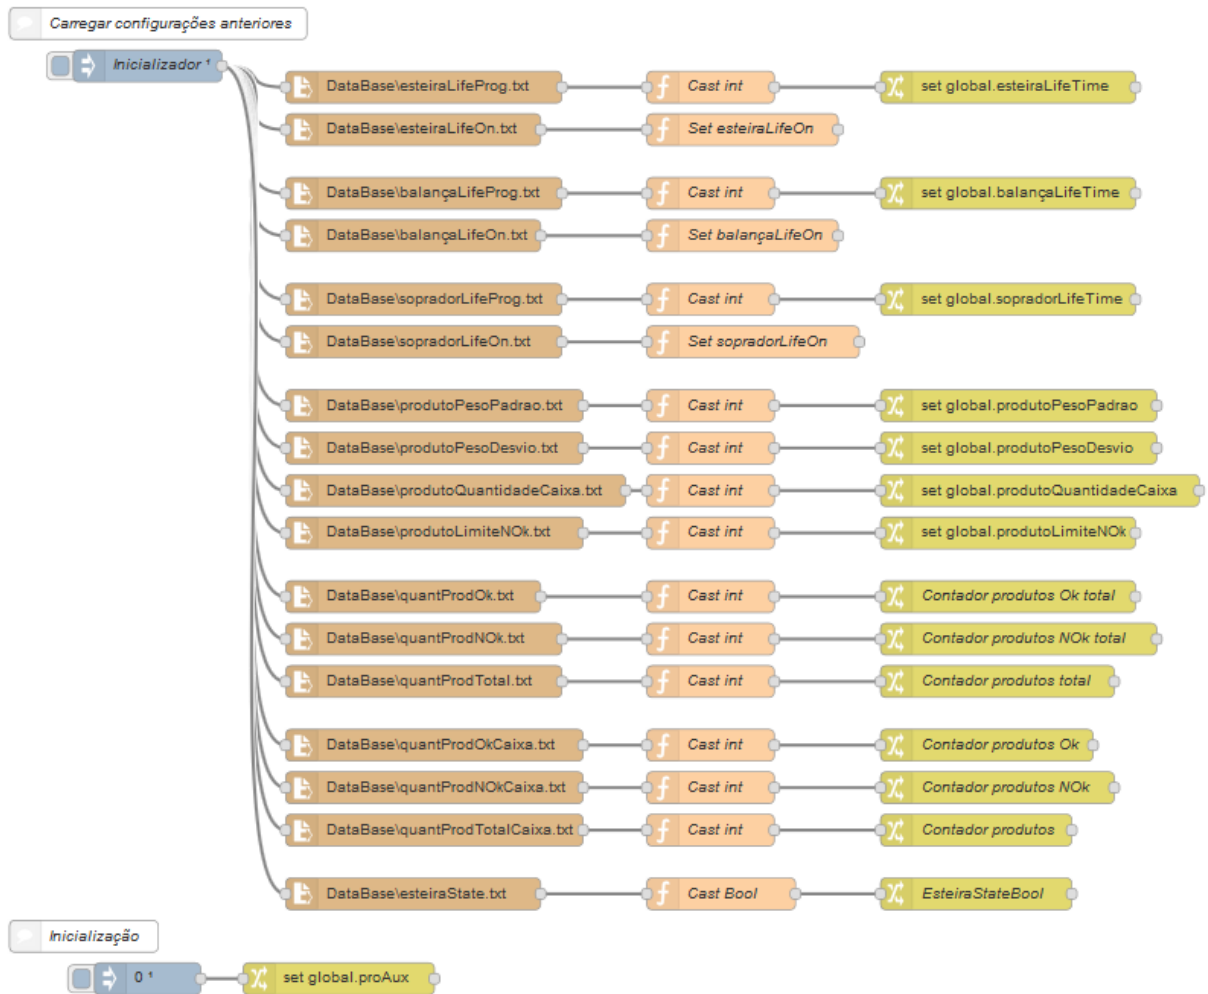 Carregar configurações anteriores
Inicializador ¹
DataBase\esteiraLifeProg.txt Cast int set global.esteiraLifeTime
DataBase\esteiraLifeOn.txt Set esteiraLifeOn
DataBase\balançaLifeProg.txt Cast int set global.balançaLifeTime
DataBase\balançaLifeOn.txt Set balançaLifeOn
DataBase\sopradorLifeProg.txt Cast int set global.sopradorLifeTime
DataBase\sopradorLifeOn.txt Set sopradorLifeOn
DataBase\produtoPesoPadrao.txt Cast int set global.produtoPesoPadrao
DataBase\produtoPesoDesvio.txt Cast int set global.produtoPesoDesvio
DataBase\produtoQuantidadeCaixa.txt Cast int set global.produtoQuantidadeCaixa
DataBase\produtoLimiteNOk.txt Cast int set global.produtoLimiteNOk
DataBase\quantProdOk.txt Cast int Contador produtos Ok total
DataBase\quantProdNOk.txt Cast int Contador produtos NOk total
DataBase\quantProdTotal.txt Cast int Contador produtos total
DataBase\quantProdOkCaixa.txt Cast int Contador produtos Ok
DataBase\quantProdNOkCaixa.txt Cast int Contador produtos NOk
DataBase\quantProdTotalCaixa.txt Cast int Contador produtos
DataBase\esteiraState.txt Cast Bool EsteiraStateBool
Inicialização
0 ¹ set global.proAux